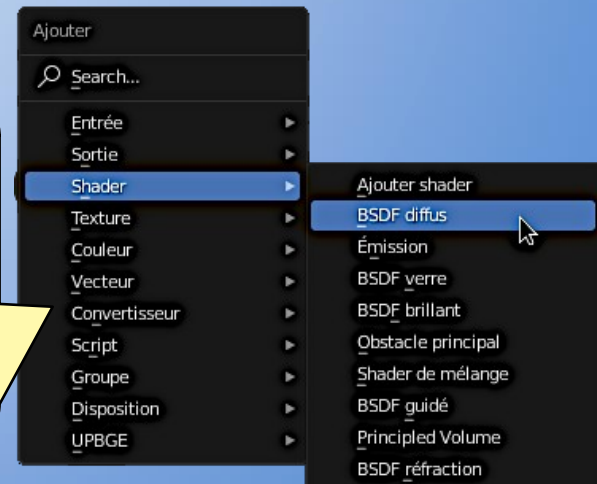 Ajouter
Search...
Entrée
Sortie
Shader
Texture
Couleur
Vecteur
Convertisseur
Script
Groupe
Disposition
UPBGE
Ajouter shader
BSDF diffus
Émission
BSDF verre
BSDF brillant
Obstacle principal
Shader de mélange
BSDF guidé
Principled Volume
BSDF réfraction